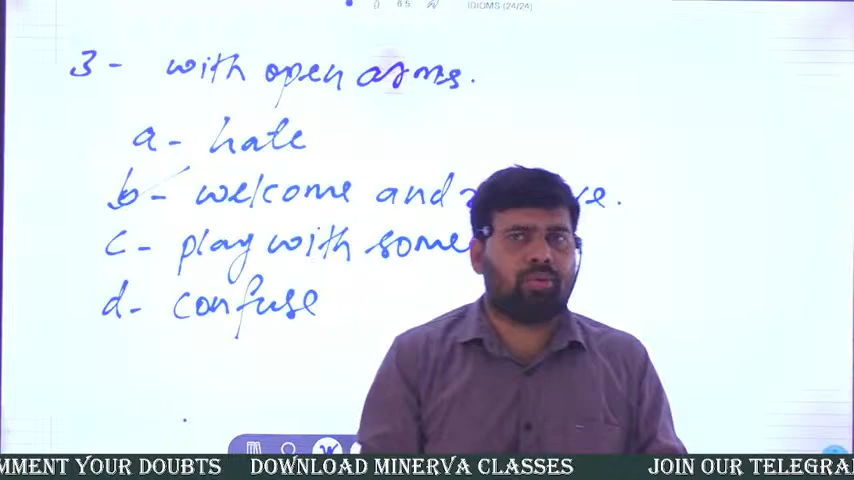 65 IDIOMS (24/24)
3 - with open arms.
a - hate
b - welcome and
c - play with some
d - confuse
MMENT YOUR DOUBTS DOWNLOAD MINERVA CLASSES JOIN OUR TELEGRA